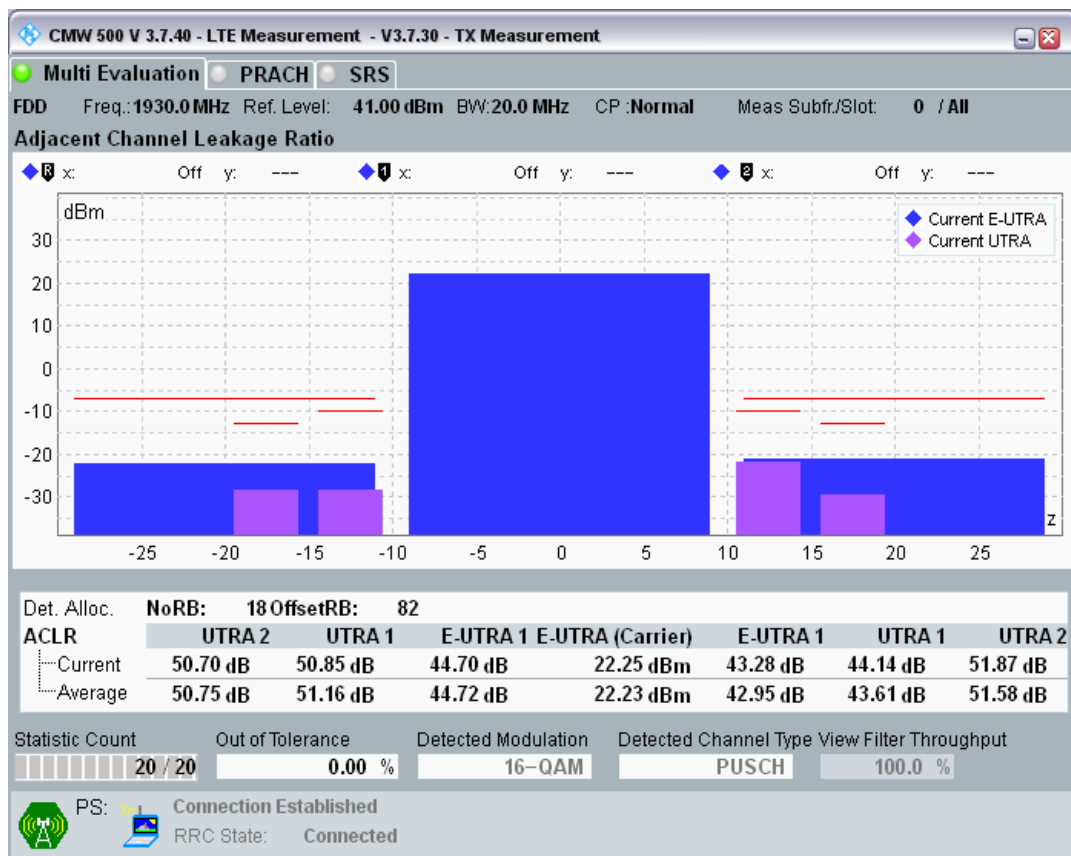 CMW 500 V 3.7.40 - LTE Measurement - V3.7.30 - TX Measurement
Multi Evaluation PRACH SRS
FDD Freq.:1930.0 MHz Ref. Level: 41.00 dBm BW:20.0 MHz CP :Normal Meas Subfr./Slot: 0 / All
Adjacent Channel Leakage Ratio
R x: Off y: --- 1 x: Off y: --- 2 x: Off y: ---
dBm
Current E-UTRA
Current UTRA
30
20
10
0
-10
-20
-30
z
-25 -20 -15 -10 -5 0 5 10 15 20 25
Det. Alloc. NoRB: 18 OffsetRB: 82
ACLR UTRA 2 UTRA 1 E-UTRA 1 E-UTRA (Carrier) E-UTRA 1 UTRA 1 UTRA 2
Current 50.70 dB 50.85 dB 44.70 dB 22.25 dBm 43.28 dB 44.14 dB 51.87 dB
Average 50.75 dB 51.16 dB 44.72 dB 22.23 dBm 42.95 dB 43.61 dB 51.58 dB
Statistic Count Out of Tolerance Detected Modulation Detected Channel Type View Filter Throughput
20 / 20 0.00 % 16-QAM PUSCH 100.0 %
PS: Connection Established
RRC State: Connected